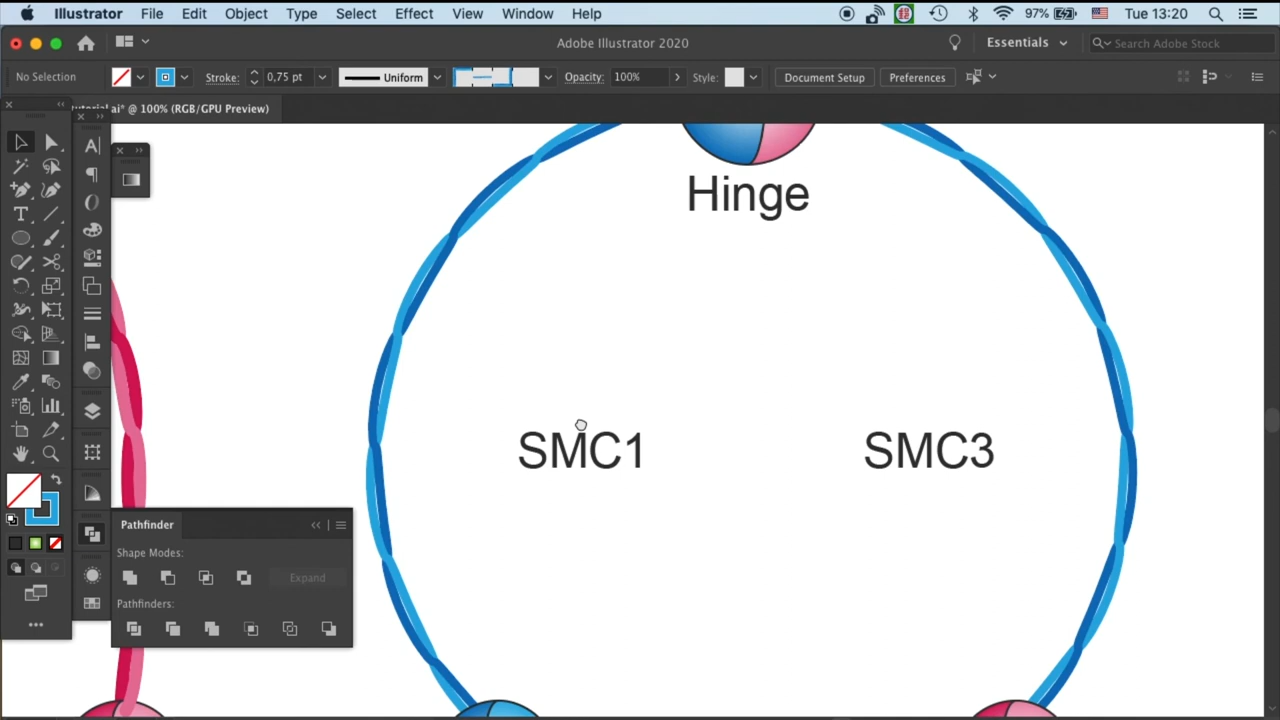 Illustrator File Edit Object Type Select Effect View Window Help 97% Tue 13:20
Adobe Illustrator 2020 Essentials Search Adobe Stock
No Selection Stroke: 0,75 pt Uniform Opacity: 100% Style: Document Setup Preferences
utorial.ai* @ 100% (RGB/GPU Preview)
Hinge
SMC1 SMC3
Pathfinder
Shape Modes:
Expand
Pathfinders: